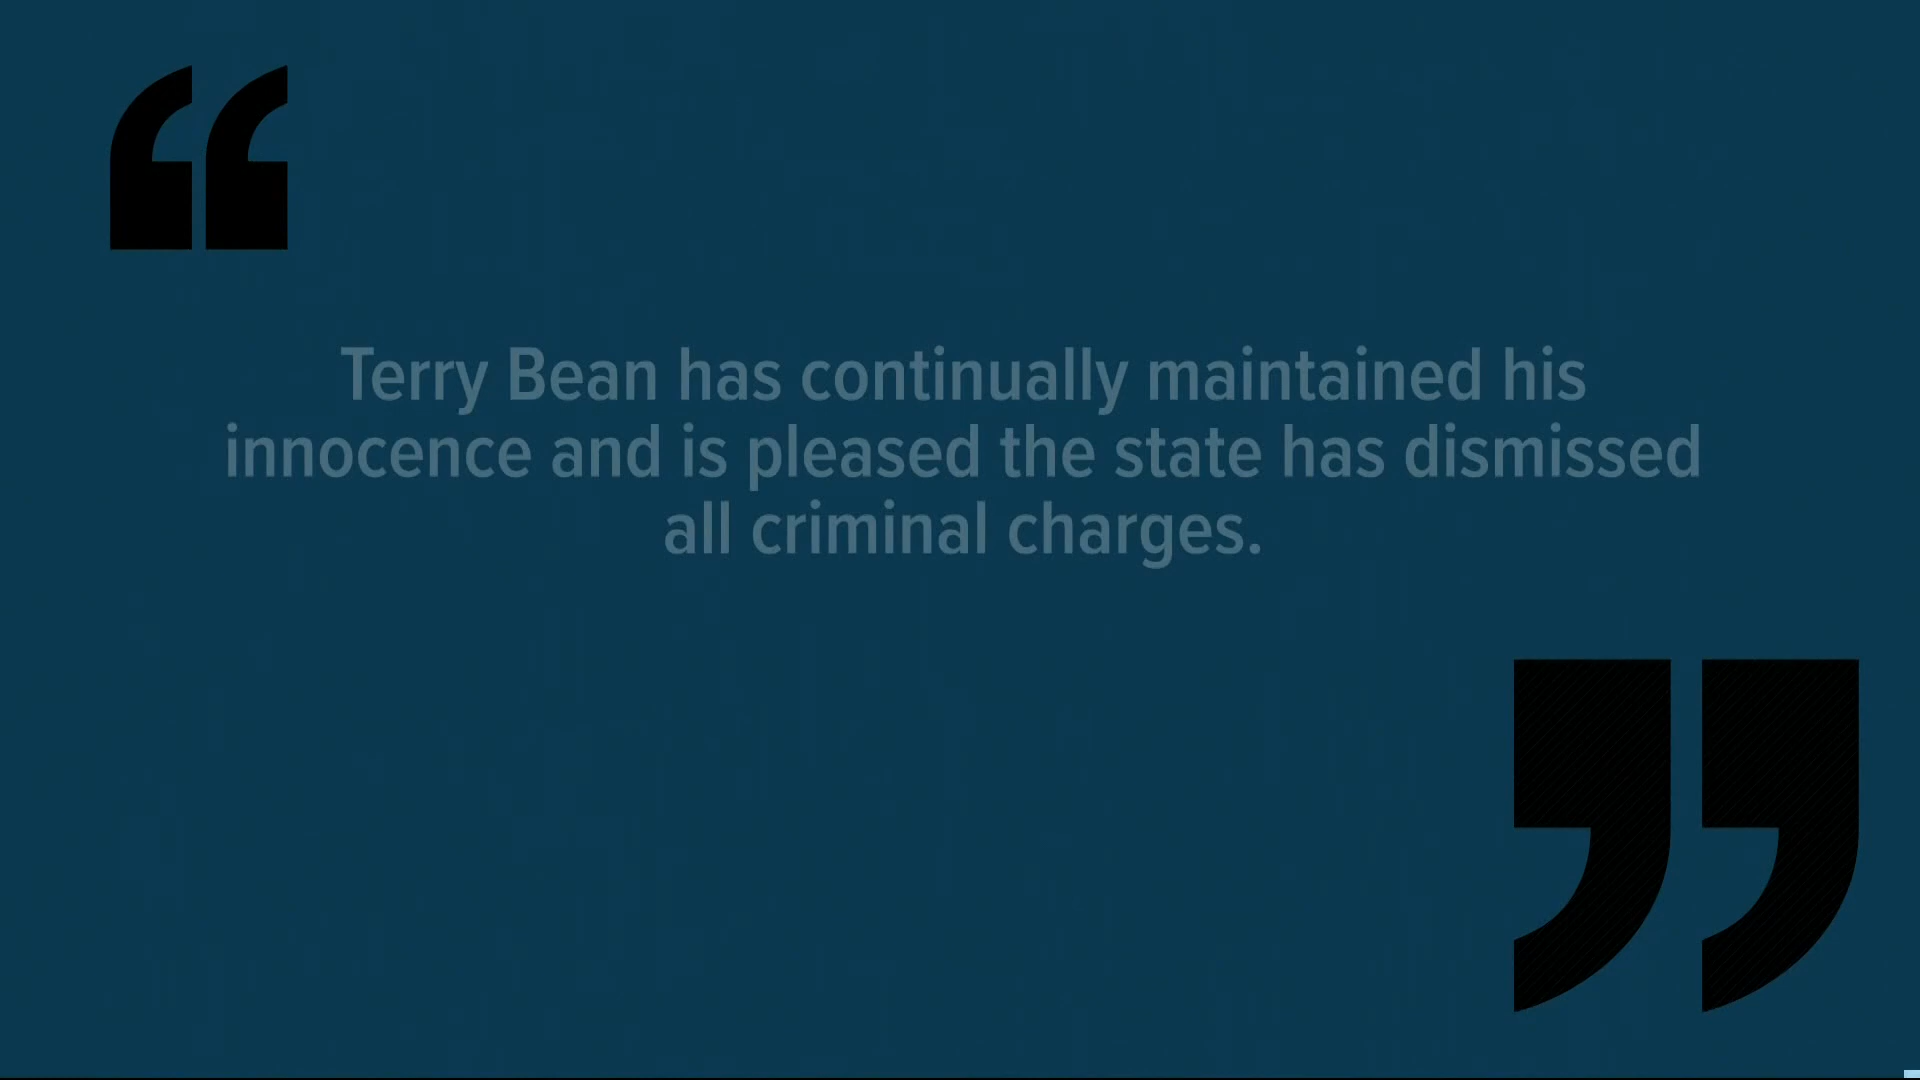 “
Terry Bean has continually maintained his
innocence and is pleased the state has dismissed
all criminal charges.
”